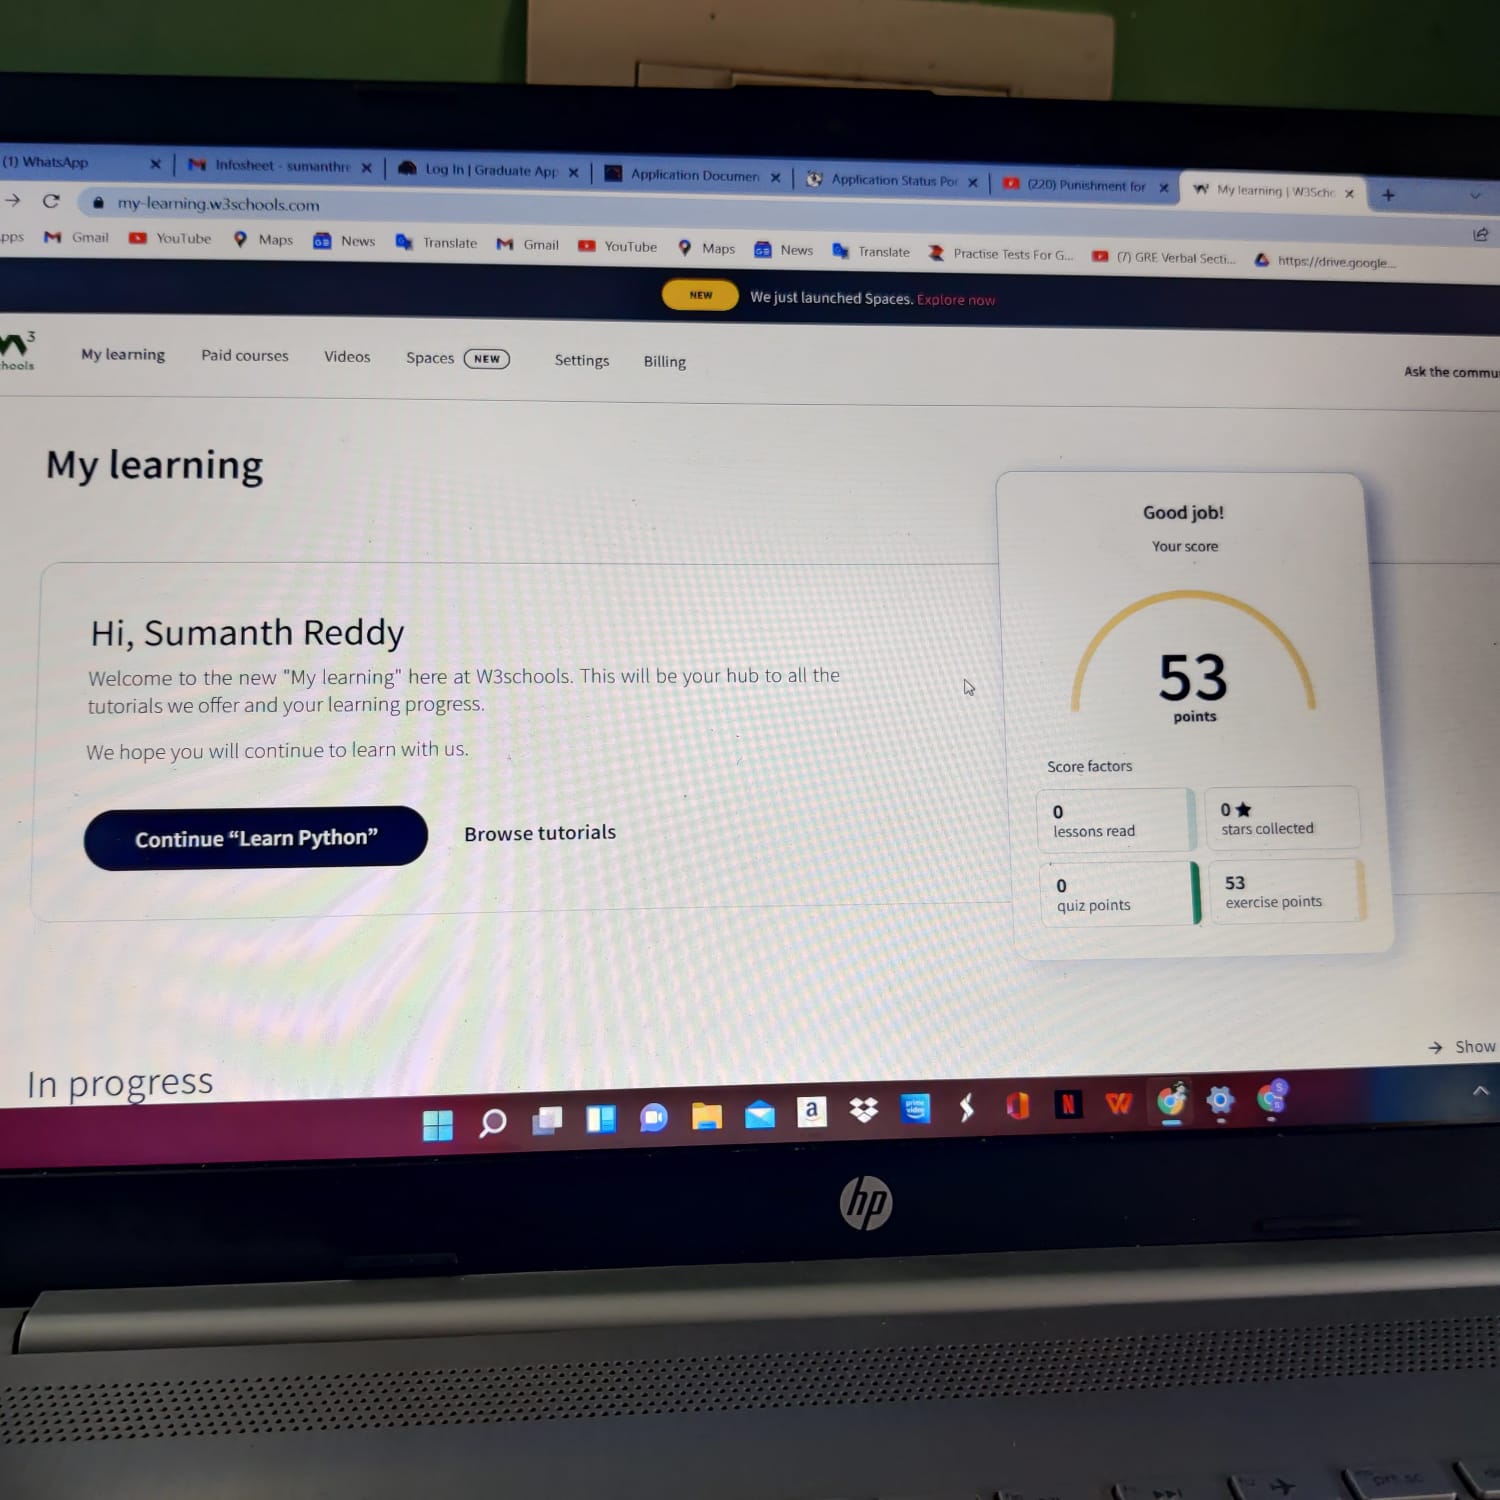 (1) WhatsApp
Infosheet - sumanthre
Log In | Graduate App
Application Documen
Application Status Por
(220) Punishment for
My learning | W3Scho
my-learning.w3schools.com
pps
Gmail
YouTube
Maps
News
Translate
Gmail
YouTube
Maps
News
Translate
Practise Tests For G...
(7) GRE Verbal Secti...
https://drive.google...
NEW
We just launched Spaces. Explore now
3
hools
My learning
Paid courses
Videos
Spaces NEW
Settings
Billing
Ask the commu
My learning
Hi, Sumanth Reddy
Welcome to the new "My learning" here at W3schools. This will be your hub to all the
tutorials we offer and your learning progress.
We hope you will continue to learn with us.
Continue “Learn Python”
Browse tutorials
Good job!
Your score
53
points
Score factors
0
lessons read
0 ★
stars collected
0
quiz points
53
exercise points
→ Show
In progress
a
prime video
N
W
hp
prt sc